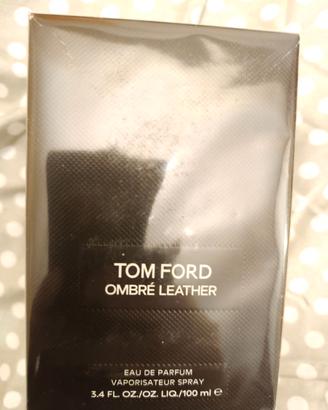 TOM FORD
OMBRÉ LEATHER
EAU DE PARFUM
VAPORISATEUR SPRAY
3.4 FL. OZ./OZ. LIQ./100 ml ℮